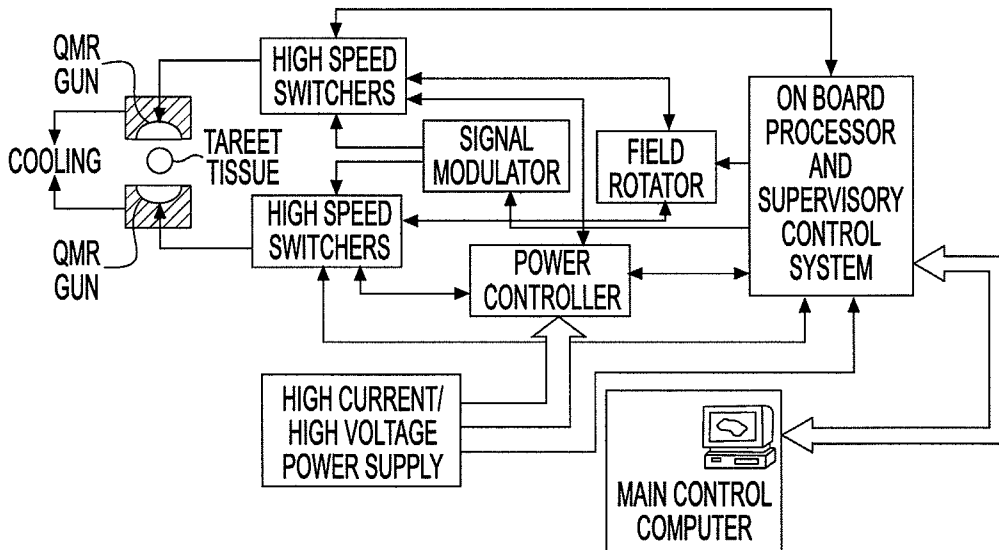 QMR
GUN
HIGH SPEED
SWITCHERS
ON BOARD
PROCESSOR
AND
SUPERVISORY
CONTROL
SYSTEM
COOLING
TAREET
TISSUE
SIGNAL
MODULATOR
FIELD
ROTATOR
HIGH SPEED
SWITCHERS
QMR
GUN
POWER
CONTROLLER
HIGH CURRENT/
HIGH VOLTAGE
POWER SUPPLY
MAIN CONTROL
COMPUTER